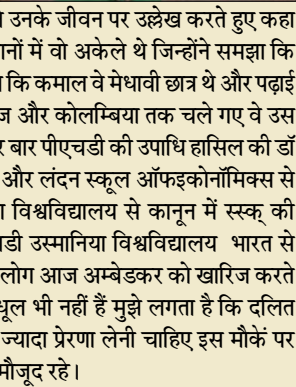 ने उनके जीवन पर उल्लेख करते हुए कहा
ानों में वो अकेले थे जिन्होंने समझा कि
कि कमाल वे मेधावी छात्र थे और पढ़ाई
ज और कोलम्बिया तक चले गए वे उस
र बार पीएचडी की उपाधि हासिल की डॉ
और लंदन स्कूल ऑफइकोनॉमिक्स से
ा विश्वविद्यालय से कानून में स्स्क् की
डी उस्मानिया विश्वविद्यालय भारत से
लोग आज अम्बेडकर को खारिज करते
धूल भी नहीं हैं मुझे लगता है कि दलित
ज्यादा प्रेरणा लेनी चाहिए इस मौकें पर
मौजूद रहे।